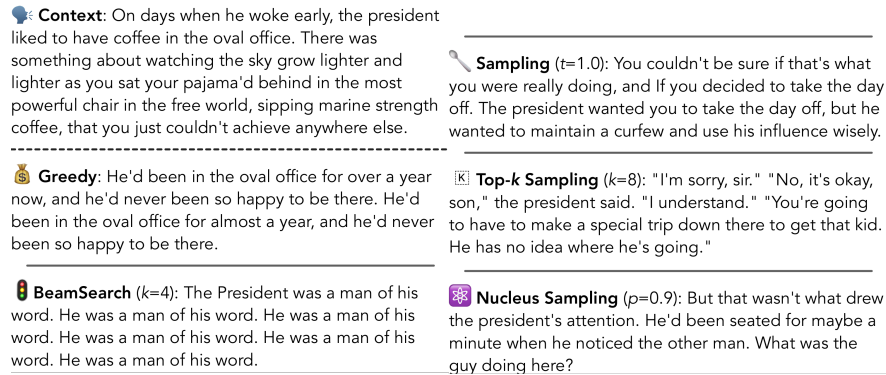 Context: On days when he woke early, the president
liked to have coffee in the oval office. There was
something about watching the sky grow lighter and
lighter as you sat your pajama'd behind in the most
powerful chair in the free world, sipping marine strength
coffee, that you just couldn't achieve anywhere else.
Greedy: He'd been in the oval office for over a year
now, and he'd never been so happy to be there. He'd
been in the oval office for almost a year, and he'd never
been so happy to be there.
BeamSearch (k=4): The President was a man of his
word. He was a man of his word. He was a man of his
word. He was a man of his word. He was a man of his
word. He was a man of his word.
Sampling (t=1.0): You couldn't be sure if that's what
you were really doing, and If you decided to take the day
off. The president wanted you to take the day off, but he
wanted to maintain a curfew and use his influence wisely.
K Top-k Sampling (k=8): "I'm sorry, sir." "No, it's okay,
son," the president said. "I understand." "You're going
to have to make a special trip down there to get that kid.
He has no idea where he's going."
Nucleus Sampling (p=0.9): But that wasn't what drew
the president's attention. He'd been seated for maybe a
minute when he noticed the other man. What was the
guy doing here?